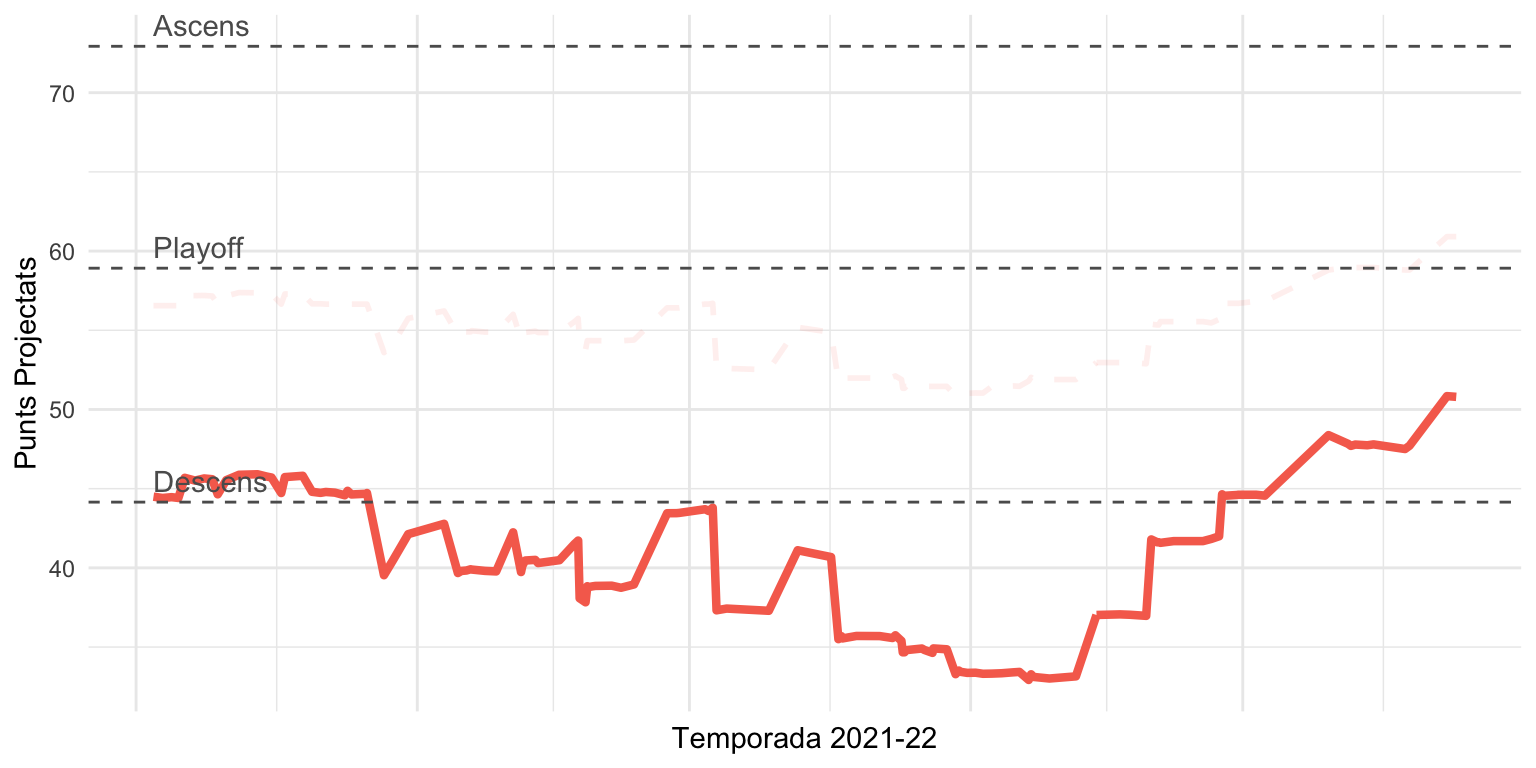 Ascens
70
Playoff
60
50
Descens
40
Punts Projectats
Temporada 2021-22